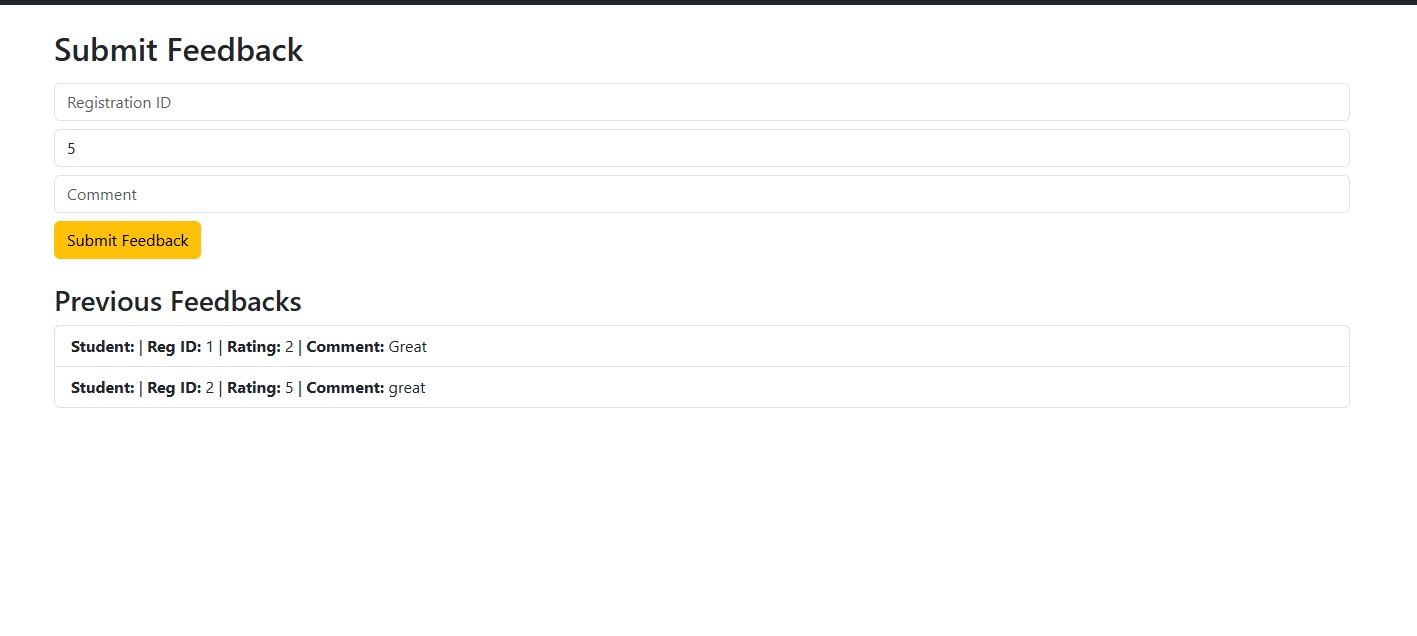 Submit Feedback
Registration ID
5
Comment
Submit Feedback
Previous Feedbacks
Student: | Reg ID: 1 | Rating: 2 | Comment: Great
Student: | Reg ID: 2 | Rating: 5 | Comment: great